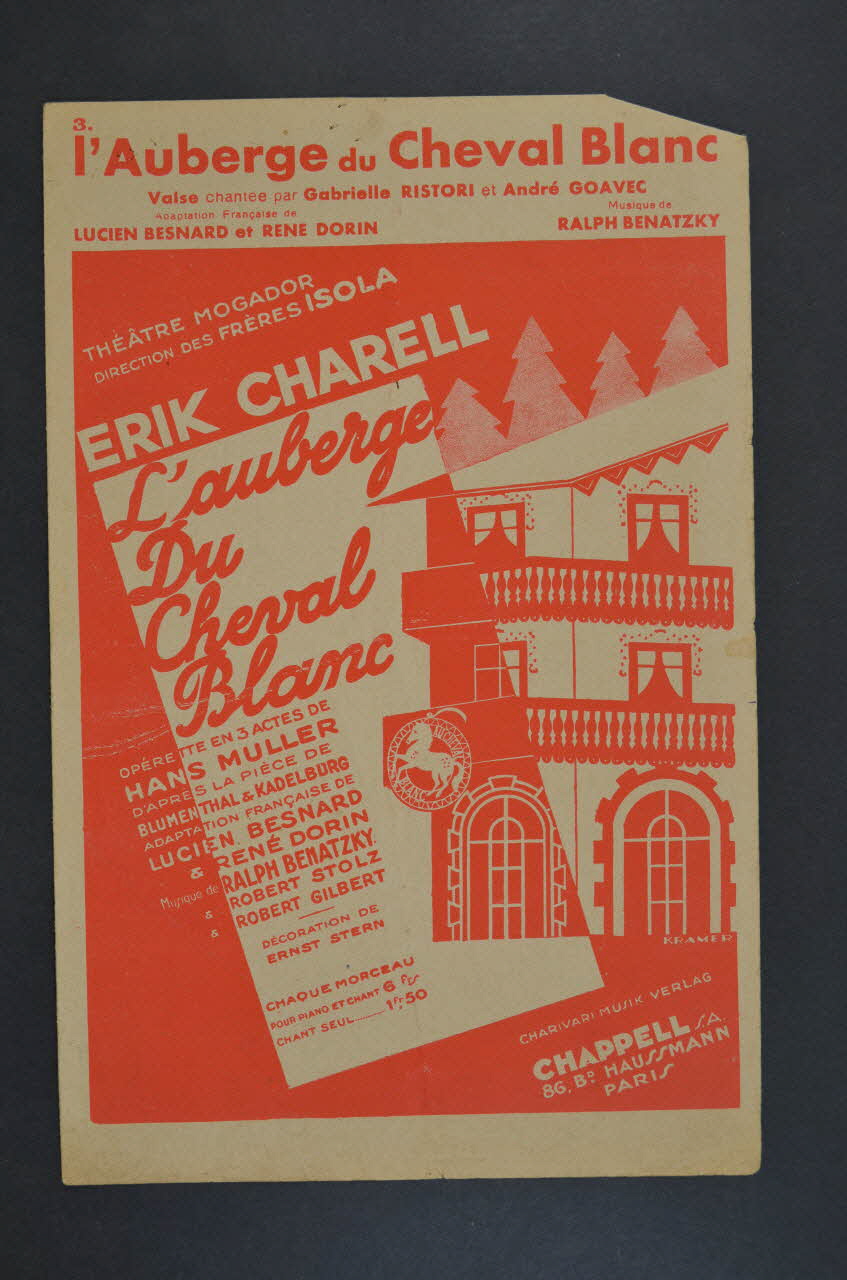 3.
l'Auberge du Cheval Blanc
Valse chantée par Gabrielle RISTORI et André GOAVEC
Adaptation Française de
LUCIEN BESNARD et RENE DORIN
Musique de
RALPH BENATZKY
THÉÂTRE MOGADOR
DIRECTION DES FRÈRES ISOLA
ERIK CHARELL
L'auberge
Du
Cheval
Blanc
OPÉRETTE EN 3 ACTES DE
HANS MULLER
D'APRÈS LA PIÈCE DE
BLUMENTHAL & KADELBURG
ADAPTATION FRANÇAISE DE
LUCIEN BESNARD
& RENÉ DORIN
Musique de RALPH BENATZKY
& ROBERT STOLZ
& ROBERT GILBERT
DÉCORATION DE
ERNST STERN
CHAQUE MORCEAU
POUR PIANO ET CHANT 6 Frs
CHANT SEUL.......... 1Fr,50
AU CHEVAL
BLANC
KRAMER
CHARIVARI MUSIK VERLAG
CHAPPELL S.A.
86, BD HAUSSMANN
PARIS